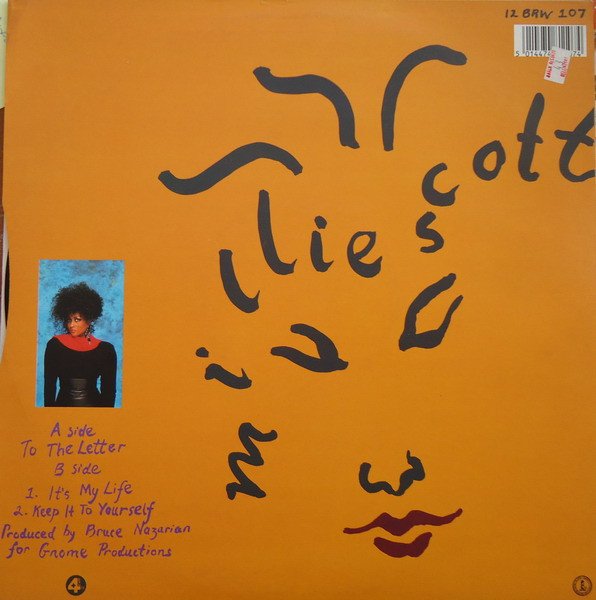 12 BRW 107
millie scott
A side
To The Letter
B side
1. It's My Life
2. Keep It To Yourself
Produced by Bruce Nazarian
for Gnome Productions
4